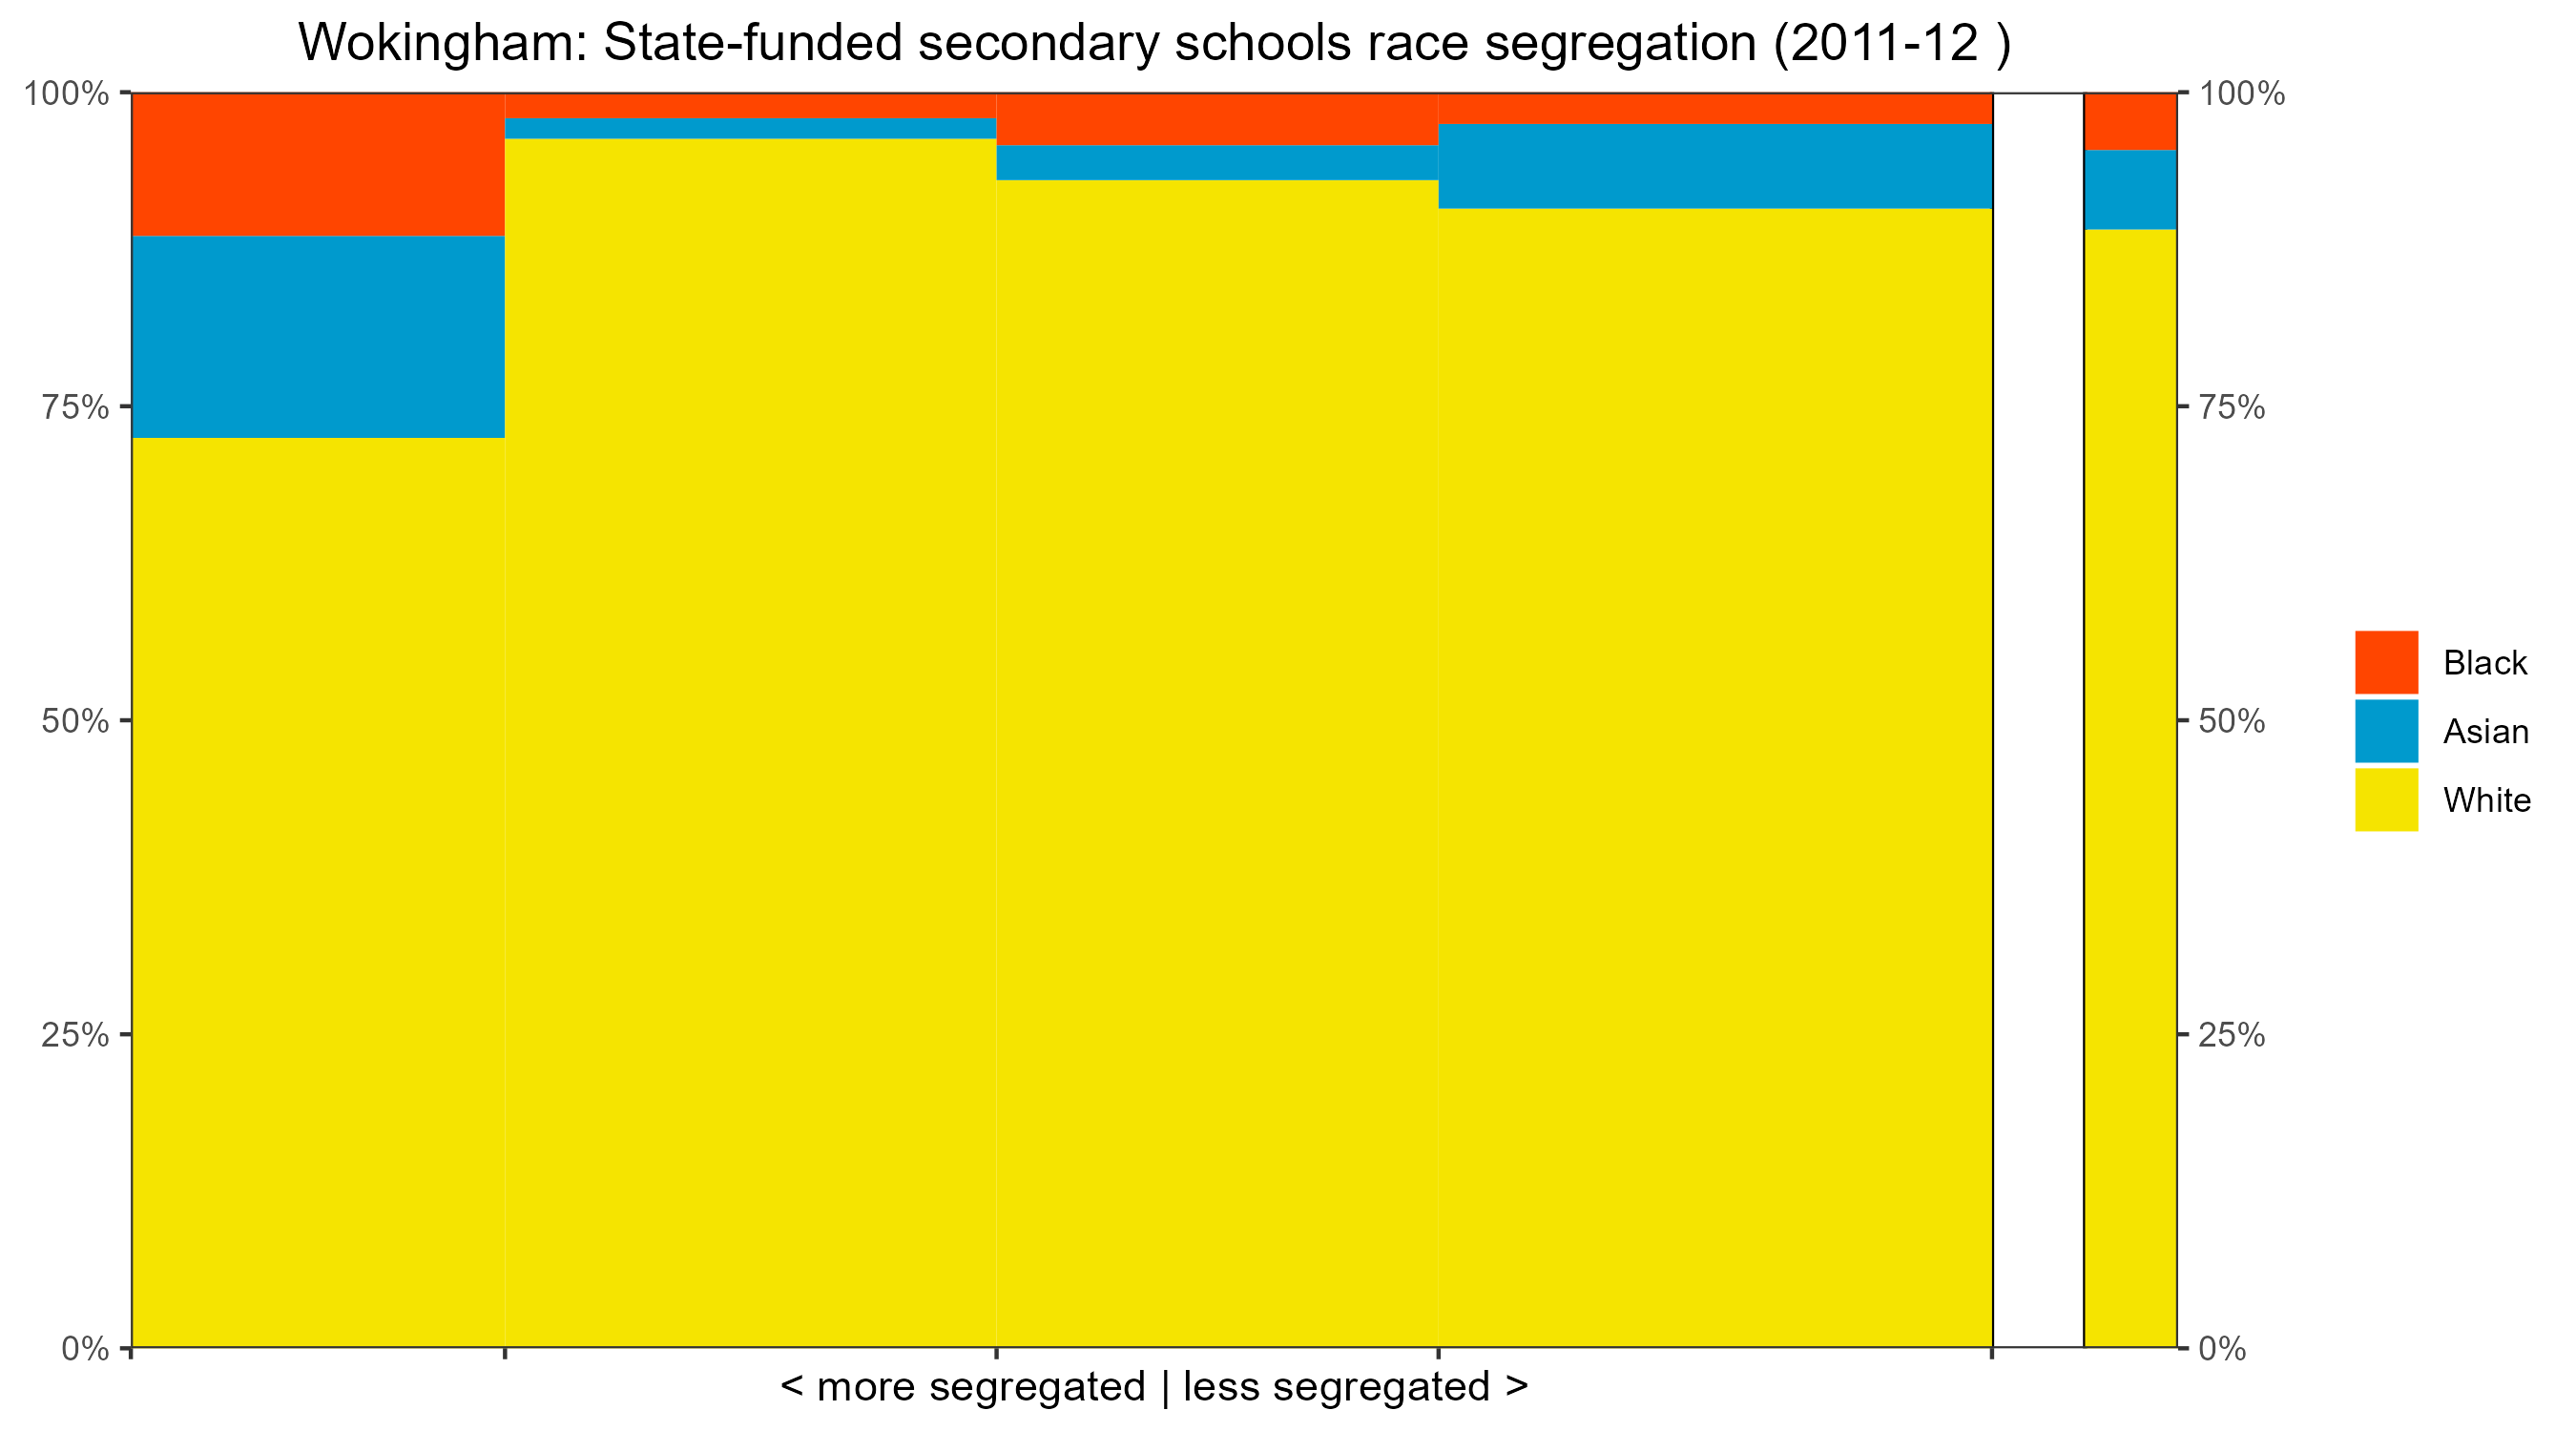 Wokingham: State-funded secondary schools race segregation (2011-12 )
100%
75%
50%
25%
0%
100%
75%
50%
25%
0%
Black
Asian
White
< more segregated | less segregated >